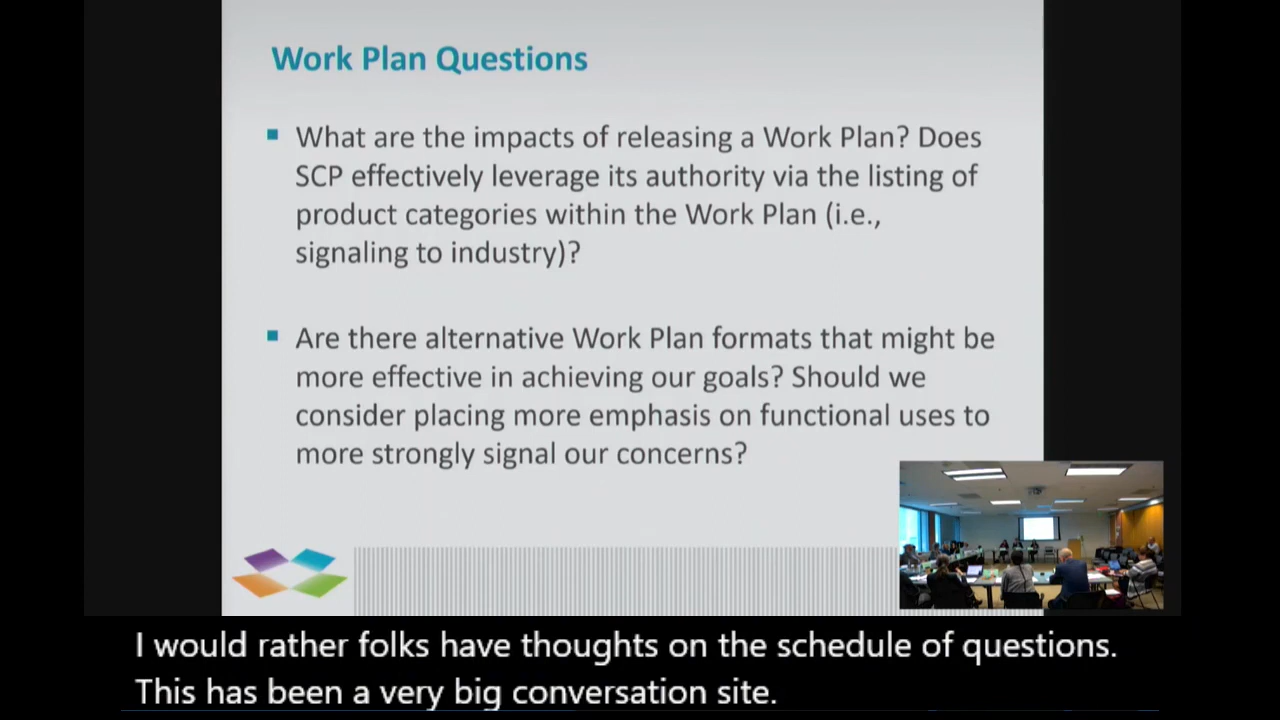 Work Plan Questions
What are the impacts of releasing a Work Plan? Does
SCP effectively leverage its authority via the listing of
product categories within the Work Plan (i.e.,
signaling to industry)?
Are there alternative Work Plan formats that might be
more effective in achieving our goals? Should we
consider placing more emphasis on functional uses to
more strongly signal our concerns?
I would rather folks have thoughts on the schedule of questions.
This has been a very big conversation site.